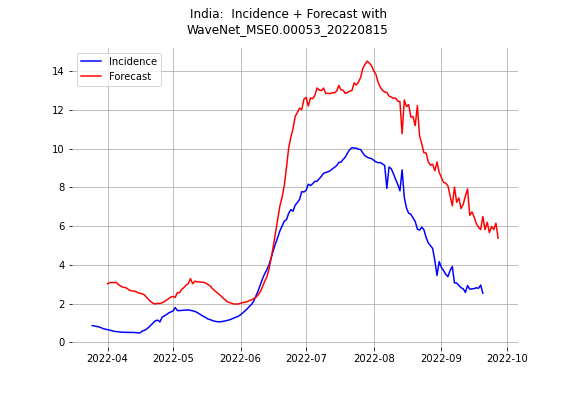 India:  Incidence + Forecast with
WaveNet_MSE0.00053_20220815
Incidence
Forecast
14
12
10
8
6
4
2
0
2022-04 2022-05 2022-06 2022-07 2022-08 2022-09 2022-10